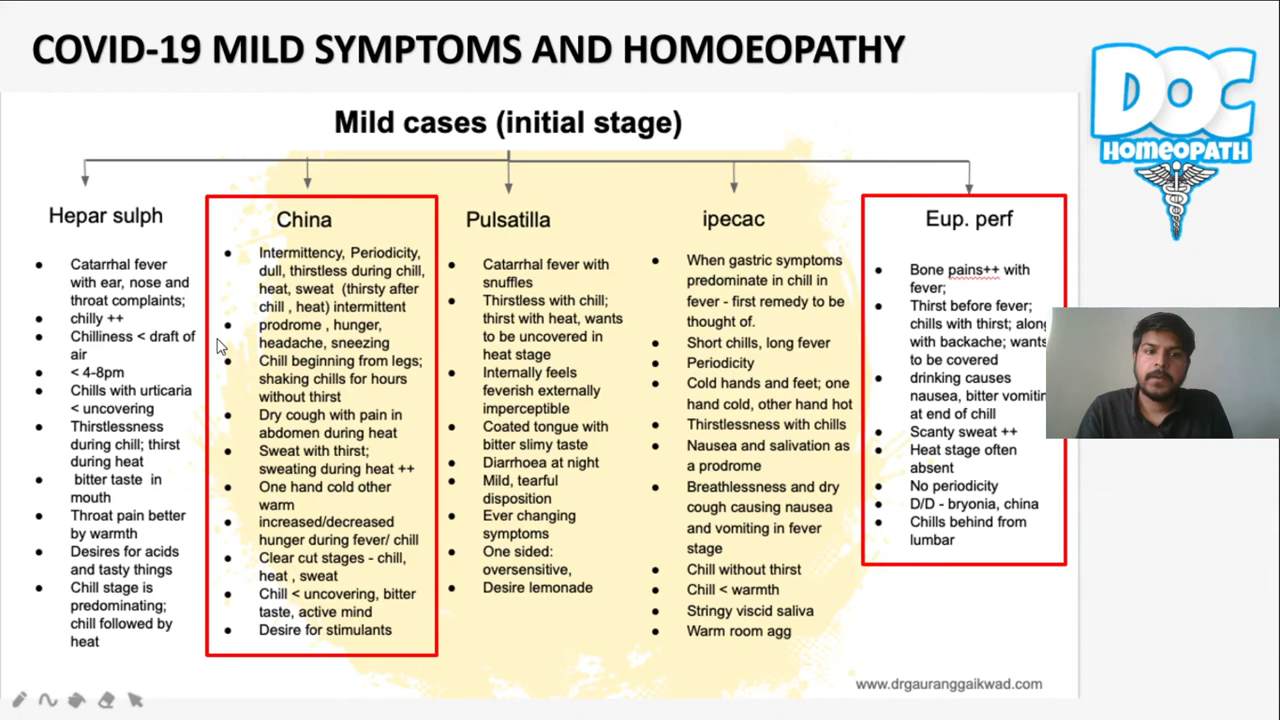 COVID-19 MILD SYMPTOMS AND HOMOEOPATHY
DOC
HOMEOPATH
Mild cases (initial stage)
Hepar sulph
Catarrhal fever
with ear, nose and
throat complaints;
chilly ++
Chilliness < draft of
air
< 4-8pm
Chills with urticaria
< uncovering
Thirstlessness
during chill; thirst
during heat
bitter taste in
mouth
Throat pain better
by warmth
Desires for acids
and tasty things
Chill stage is
predominating;
chill followed by
heat
China
Intermittency, Periodicity,
dull, thirstless during chill,
heat, sweat (thirsty after
chill , heat) intermittent
prodrome , hunger,
headache, sneezing
Chill beginning from legs;
shaking chills for hours
without thirst
Dry cough with pain in
abdomen during heat
Sweat with thirst;
sweating during heat ++
One hand cold other
warm
increased/decreased
hunger during fever/ chill
Clear cut stages - chill,
heat , sweat
Chill < uncovering, bitter
taste, active mind
Desire for stimulants
Pulsatilla
Catarrhal fever with
snuffles
Thirstless with chill;
thirst with heat, wants
to be uncovered in
heat stage
Internally feels
feverish externally
imperceptible
Coated tongue with
bitter slimy taste
Diarrhoea at night
Mild, tearful
disposition
Ever changing
symptoms
One sided:
oversensitive,
Desire lemonade
ipecac
When gastric symptoms
predominate in chill in
fever - first remedy to be
thought of.
Short chills, long fever
Periodicity
Cold hands and feet; one
hand cold, other hand hot
Thirstlessness with chills
Nausea and salivation as
a prodrome
Breathlessness and dry
cough causing nausea
and vomiting in fever
stage
Chill without thirst
Chill < warmth
Stringy viscid saliva
Warm room agg
Eup. perf
Bone pains++ with
fever;
Thirst before fever;
chills with thirst; along
with backache; wants
to be covered
drinking causes
nausea, bitter vomitin
at end of chill
Scanty sweat ++
Heat stage often
absent
No periodicity
D/D - bryonia, china
Chills behind from
lumbar
www.drgauranggaikwad.com